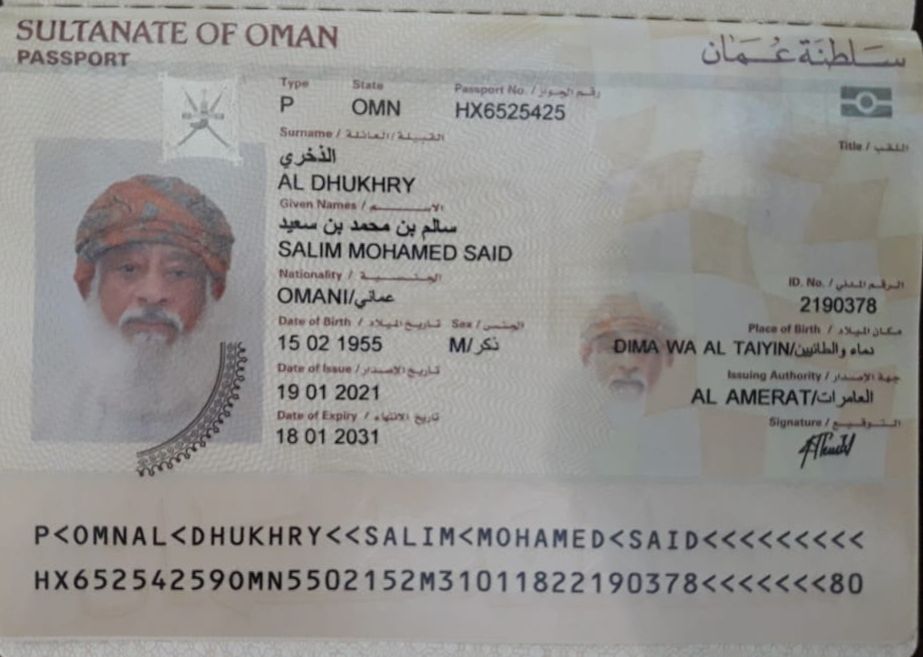 SULTANATE OF OMAN
سلطنة عُمان
PASSPORT
Type
State
Passport No. / رقم الجواز
P
OMN
HX6525425
Surname / القبيلة/العائلة
Title / اللقب
الذخري
AL DHUKHRY
Given Names / الاسم
سالم بن محمد بن سعيد
SALIM MOHAMED SAID
Nationality / الجنسية
OMANI/عماني
ID. No. / الرقم المدني
2190378
Date of Birth / تاريخ الميلاد
Sex / الجنس
15 02 1955
M/ذكر
Place of Birth / مكان الميلاد
DIMA WA AL TAIYIN/دماء والطائيين
Date of Issue / تاريخ الاصدار
19 01 2021
Issuing Authority / جهة الاصدار
AL AMERAT/العامرات
Date of Expiry / تاريخ الانتهاء
18 01 2031
Signature / التوقيع
P<OMNAL<DHUKHRY<<SALIM<MOHAMED<SAID<<<<<<<<<
HX65254259OMN5502152M31011822190378<<<<<<<80